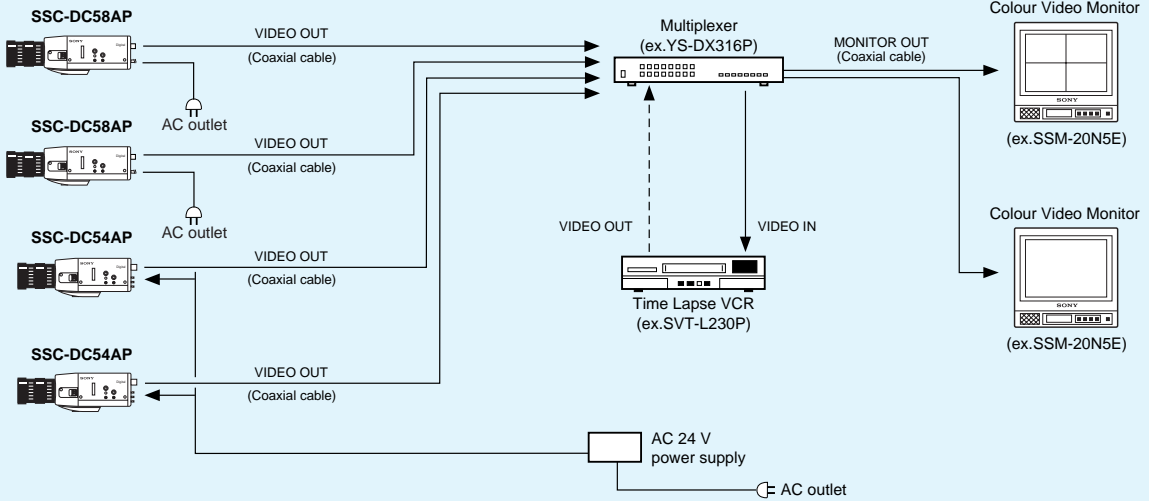 SSC-DC58AP
VIDEO OUT
(Coaxial cable)
AC outlet
SSC-DC58AP
VIDEO OUT
(Coaxial cable)
AC outlet
SSC-DC54AP
VIDEO OUT
(Coaxial cable)
SSC-DC54AP
VIDEO OUT
(Coaxial cable)
Multiplexer
(ex.YS-DX316P)
MONITOR OUT
(Coaxial cable)
VIDEO OUT
VIDEO IN
Time Lapse VCR
(ex.SVT-L230P)
Colour Video Monitor
SONY
(ex.SSM-20N5E)
Colour Video Monitor
SONY
(ex.SSM-20N5E)
AC 24 V
power supply
AC outlet